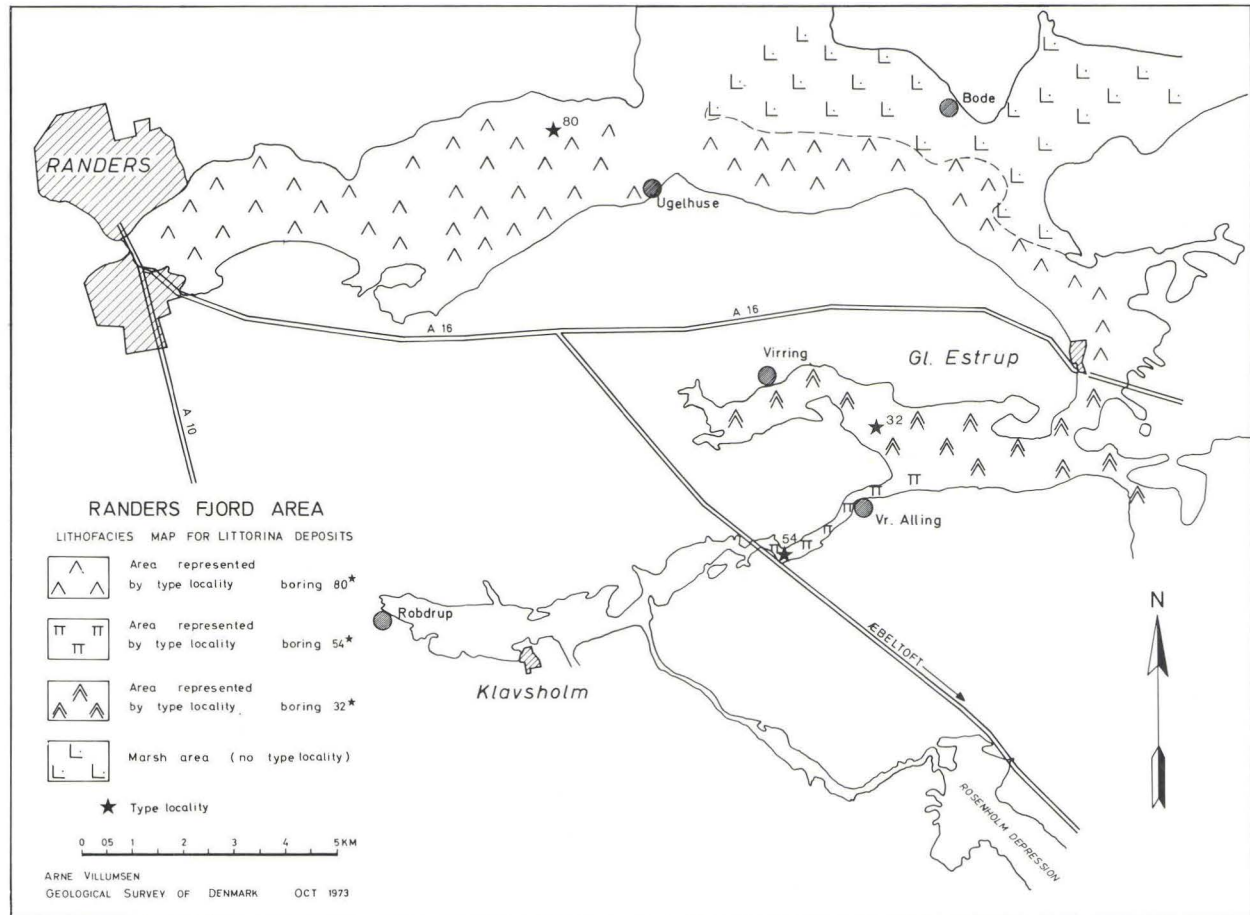 80
Bode
RANDERS
Ugelhuse
A 16
A 16
Virring
Gl. Estrup
A 10
32
Vr. Alling
54
Robdrup
Klavsholm
ÆBELTOFT
ROSENHOLM DEPRESSION
N
RANDERS FJORD AREA
LITHOFACIES MAP FOR LITTORINA DEPOSITS
Area represented
by type locality boring 80★
Area represented
by type locality boring 54★
Area represented
by type locality boring 32★
Marsh area (no type locality)
★ Type locality
0 05 1 2 3 4 5 KM
ARNE VILLUMSEN
GEOLOGICAL SURVEY OF DENMARK OCT 1973